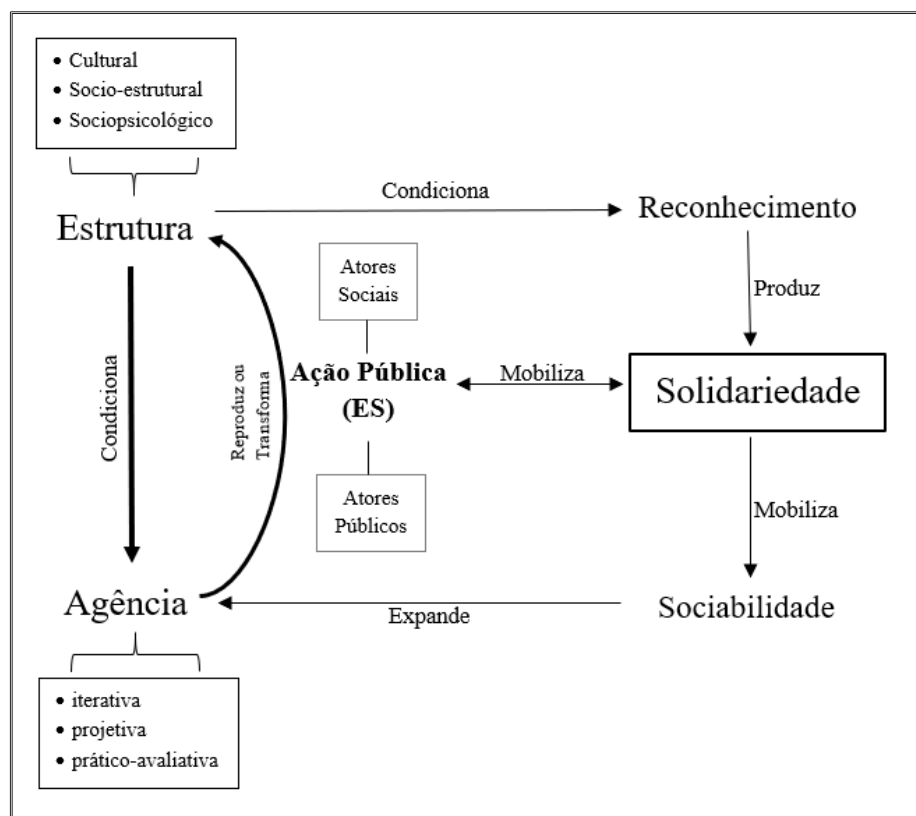 • Cultural
• Socio-estrutural
• Sociopsicológico
Estrutura
Condiciona
Reconhecimento
Atores
Sociais
Produz
Condiciona
Reproduz ou
Transforma
Ação Pública
(ES)
Mobiliza
Solidariedade
Atores
Públicos
Mobiliza
Agência
Expande
Sociabilidade
• iterativa
• projetiva
• prático-avaliativa